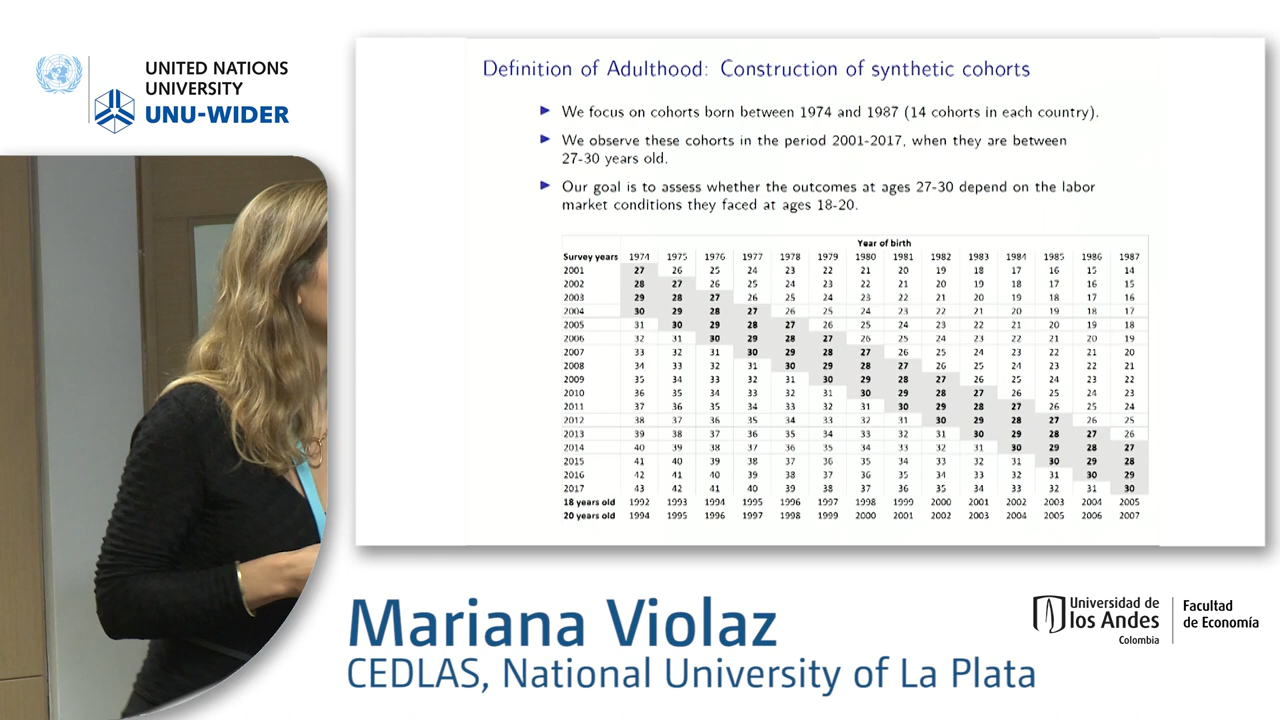 UNITED NATIONS
UNIVERSITY
UNU-WIDER
Definition of Adulthood: Construction of synthetic cohorts
We focus on cohorts born between 1974 and 1987 (14 cohorts in each country).
We observe these cohorts in the period 2001-2017, when they are between
27-30 years old.
Our goal is to assess whether the outcomes at ages 27-30 depend on the labor
market conditions they faced at ages 18-20.
Year of birth
Survey years 1974 1975 1976 1977 1978 1979 1980 1981 1982 1983 1984 1985 1986 1987
2001 27 26 25 24 23 22 21 20 19 18 17 16 15 14
2002 28 27 26 25 24 23 22 21 20 19 18 17 16 15
2003 29 28 27 26 25 24 23 22 21 20 19 18 17 16
2004 30 29 28 27 26 25 24 23 22 21 20 19 18 17
2005 31 30 29 28 27 26 25 24 23 22 21 20 19 18
2006 32 31 30 29 28 27 26 25 24 23 22 21 20 19
2007 33 32 31 30 29 28 27 26 25 24 23 22 21 20
2008 34 33 32 31 30 29 28 27 26 25 24 23 22 21
2009 35 34 33 32 31 30 29 28 27 26 25 24 23 22
2010 36 35 34 33 32 31 30 29 28 27 26 25 24 23
2011 37 36 35 34 33 32 31 30 29 28 27 26 25 24
2012 38 37 36 35 34 33 32 31 30 29 28 27 26 25
2013 39 38 37 36 35 34 33 32 31 30 29 28 27 26
2014 40 39 38 37 36 35 34 33 32 31 30 29 28 27
2015 41 40 39 38 37 36 35 34 33 32 31 30 29 28
2016 42 41 40 39 38 37 36 35 34 33 32 31 30 29
2017 43 42 41 40 39 38 37 36 35 34 33 32 31 30
18 years old 1992 1993 1994 1995 1996 1997 1998 1999 2000 2001 2002 2003 2004 2005
20 years old 1994 1995 1996 1997 1998 1999 2000 2001 2002 2003 2004 2005 2006 2007
Mariana Violaz
CEDLAS, National University of La Plata
Universidad de
los Andes
Colombia
Facultad
de Economía